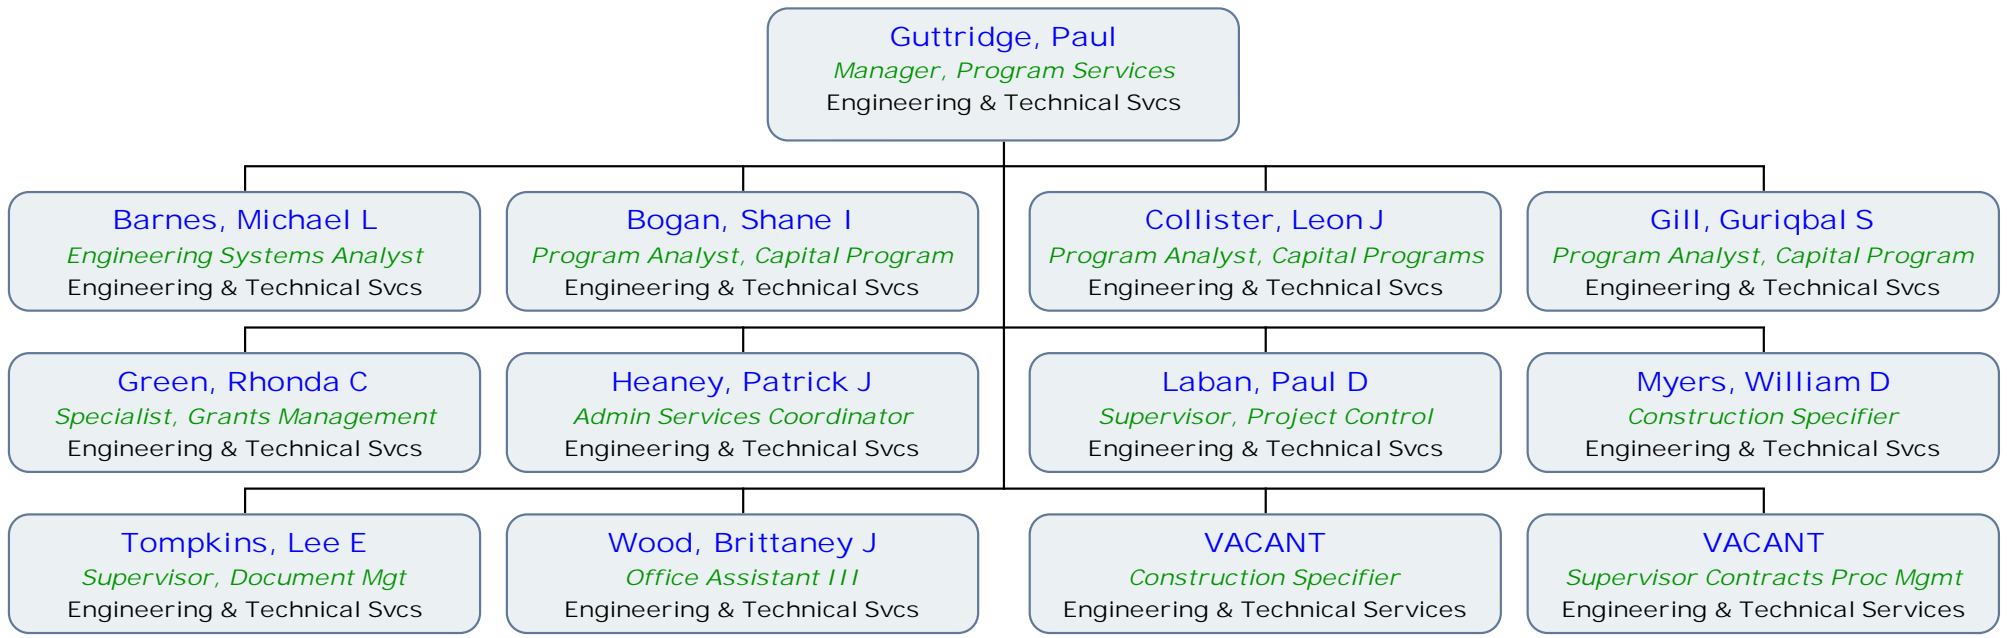 Guttridge, Paul
Manager, Program Services
Engineering & Technical Svcs
Barnes, Michael L
Engineering Systems Analyst
Engineering & Technical Svcs
Bogan, Shane I
Program Analyst, Capital Program
Engineering & Technical Svcs
Collister, Leon J
Program Analyst, Capital Programs
Engineering & Technical Svcs
Gill, Guriqbal S
Program Analyst, Capital Program
Engineering & Technical Svcs
Green, Rhonda C
Specialist, Grants Management
Engineering & Technical Svcs
Heaney, Patrick J
Admin Services Coordinator
Engineering & Technical Svcs
Laban, Paul D
Supervisor, Project Control
Engineering & Technical Svcs
Myers, William D
Construction Specifier
Engineering & Technical Svcs
Tompkins, Lee E
Supervisor, Document Mgt
Engineering & Technical Svcs
Wood, Brittaney J
Office Assistant III
Engineering & Technical Svcs
VACANT
Construction Specifier
Engineering & Technical Services
VACANT
Supervisor Contracts Proc Mgmt
Engineering & Technical Services